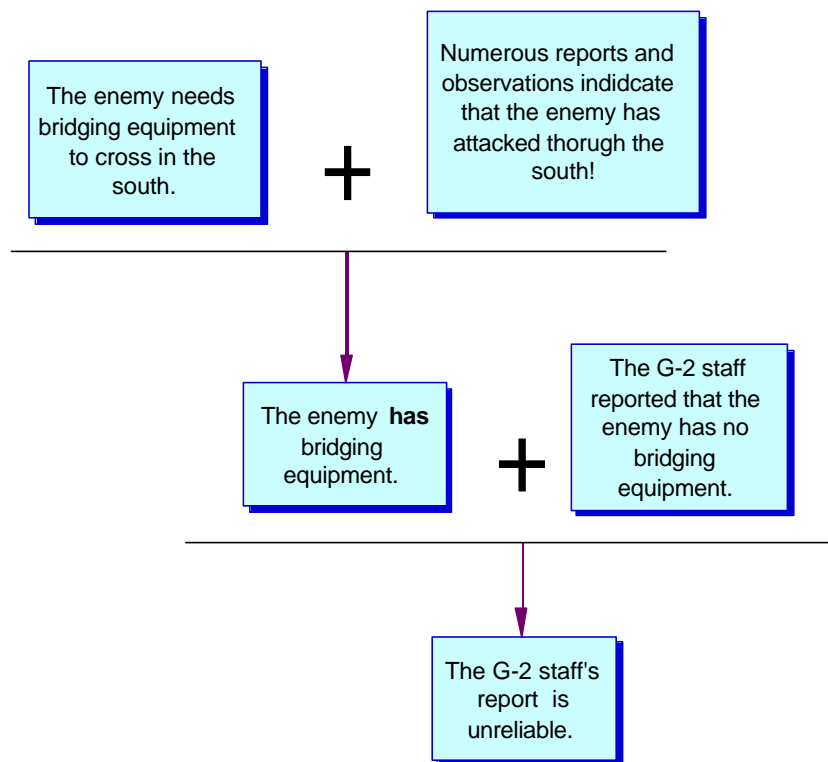 The enemy needs
bridging equipment
to cross in the
south.
+
Numerous reports and
observations indidcate
that the enemy has
attacked thorugh the
south!
The enemy has
bridging
equipment.
+
The G-2 staff
reported that the
enemy has no
bridging
equipment.
The G-2 staff's
report is
unreliable.